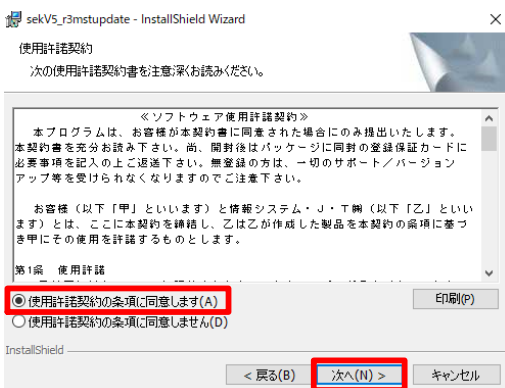 sekV5_r3mstupdate - InstallShield Wizard
使用許諾契約
次の使用許諾契約書を注意深くお読みください。
≪ソフトウェア使用許諾契約≫
本プログラムは、お客様が本契約書に同意された場合にのみ提出いたします。
本契約書を充分お読み下さい。尚、開封後はパッケージに同封の登録保証カードに
必要事項を記入の上ご返送下さい。無登録の方は、一切のサポート／バージョン
アップ等を受けられなくなりますのでご注意下さい。
お客様（以下「甲」といいます）と情報システム・Ｊ・Ｔ㈱（以下「乙」といい
ます）とは、ここに本契約を締結し、乙は乙が作成した製品を本契約の条項に基づ
き甲にその使用を許諾するものとします。
第1条　使用許諾
使用許諾契約の条項に同意します(A)
印刷(P)
使用許諾契約の条項に同意しません(D)
InstallShield
< 戻る(B)
次へ(N) >
キャンセル